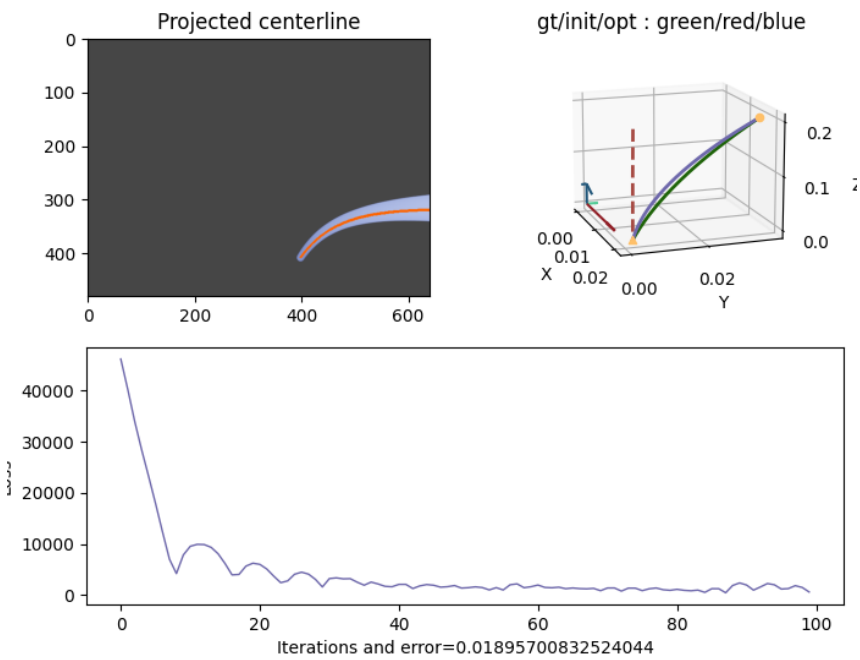 Projected centerline
gt/init/opt : green/red/blue
0
100
200
300
400
0 200 400 600
0.2
0.1
0.0
Z
0.00
0.01
0.02
X
0.00
0.02
Y
40000
30000
20000
10000
0
Loss
0 20 40 60 80 100
Iterations and error=0.01895700832524044